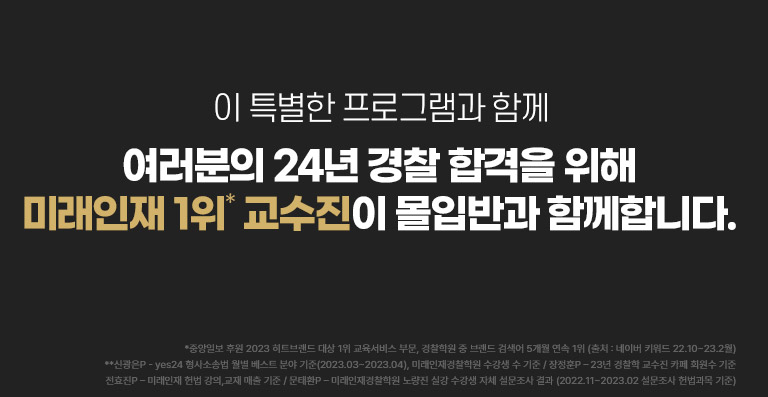 이 특별한 프로그램과 함께
여러분의 24년 경찰 합격을 위해
미래인재 1위* 교수진이 몰입반과 함께합니다.
*중앙일보 후원 2023 히트브랜드 대상 1위 교육서비스 부문, 경찰학원 중 브랜드 검색어 5개월 연속 1위 (출처 : 네이버 키워드 22.10-23.2월)
**신광은P - yes24 형사소송법 월별 베스트 분야 기준(2023.03~2023.04), 미래인재경찰학원 수강생 수 기준 / 장정훈P - 23년 경찰학 교수진 카페 회원수 기준
전효진P - 미래인재 헌법 강의,교재 매출 기준 / 문태환P - 미래인재경찰학원 노량진 실강 수강생 자체 설문조사 결과 (2022.11~2023.02 설문조사 헌법과목 기준)